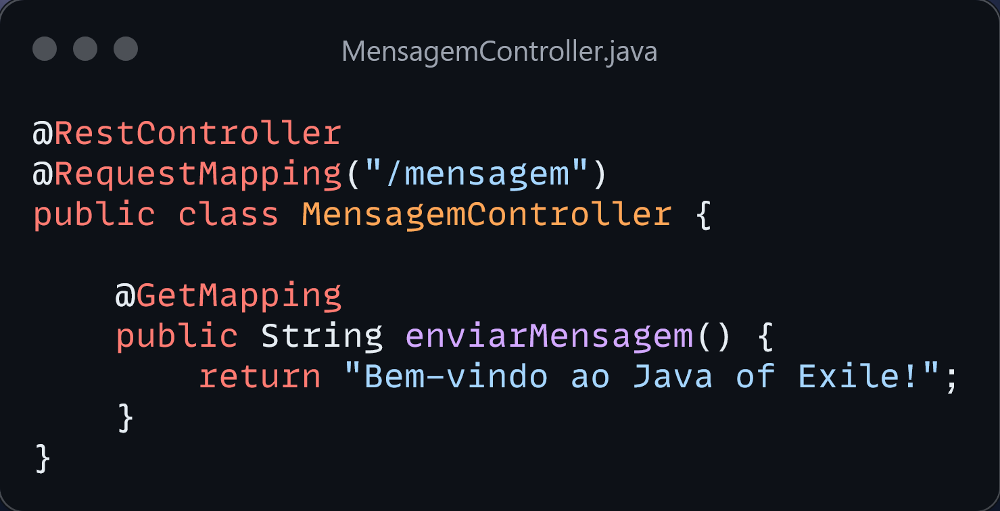 MensagemController.java
@RestController
@RequestMapping("/mensagem")
public class MensagemController {
@GetMapping
public String enviarMensagem() {
return "Bem-vindo ao Java of Exile!";
}
}